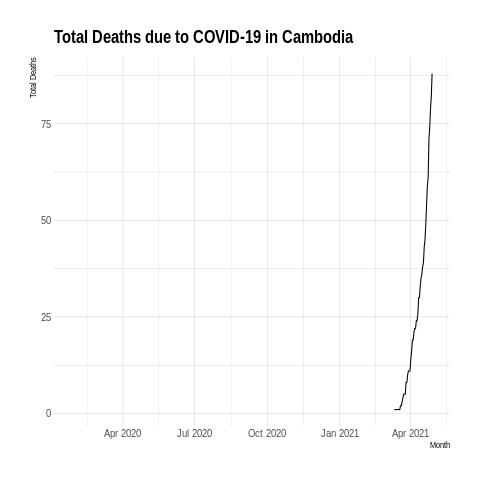 Total Deaths due to COVID-19 in Cambodia
Total Deaths
75
50
25
0
Apr 2020 Jul 2020 Oct 2020 Jan 2021 Apr 2021
Month